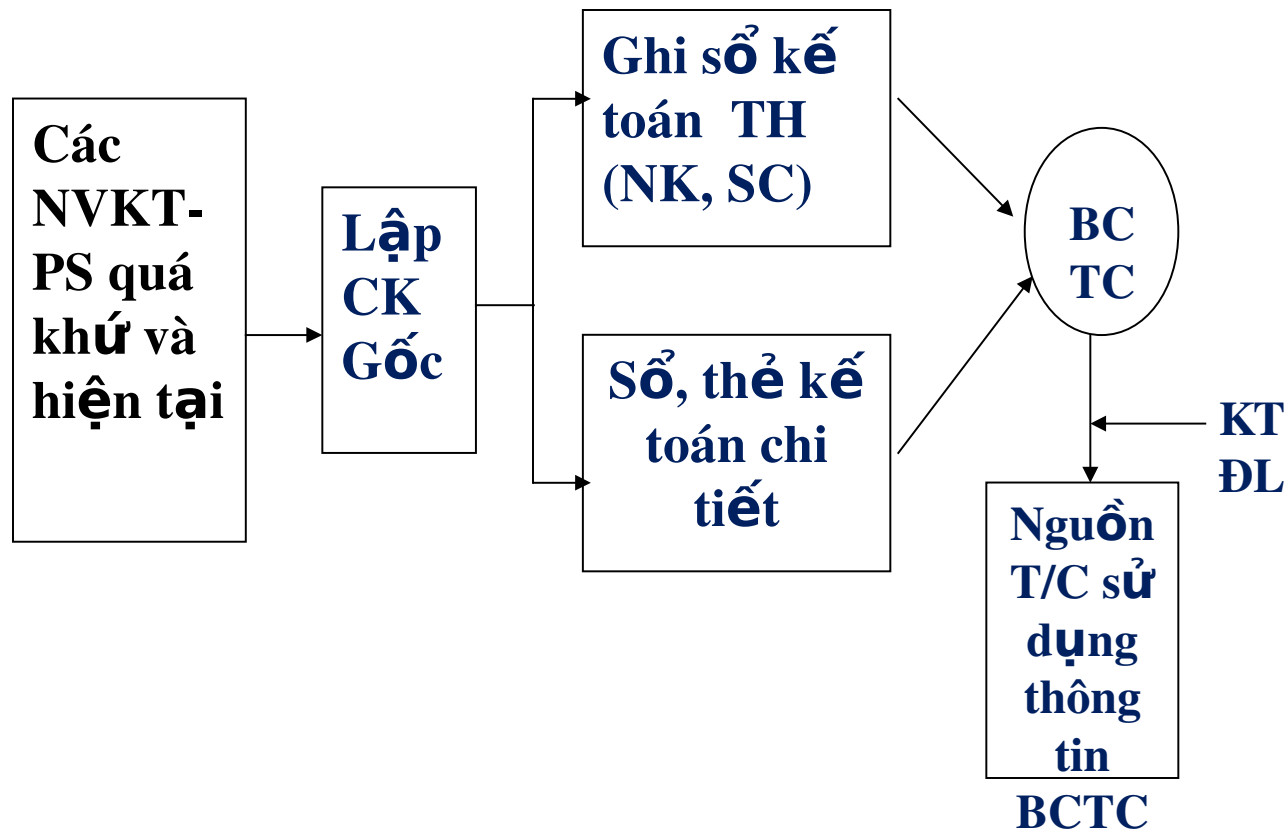 Các
NVKT-
PS quá
khứ và
hiện tại
Lập
CK
Gốc
Ghi sổ kế
toán TH
(NK, SC)
Sổ, thẻ kế
toán chi
tiết
BC
TC
KT
ĐL
Nguồn
T/C sử
dụng
thông
tin
BCTC